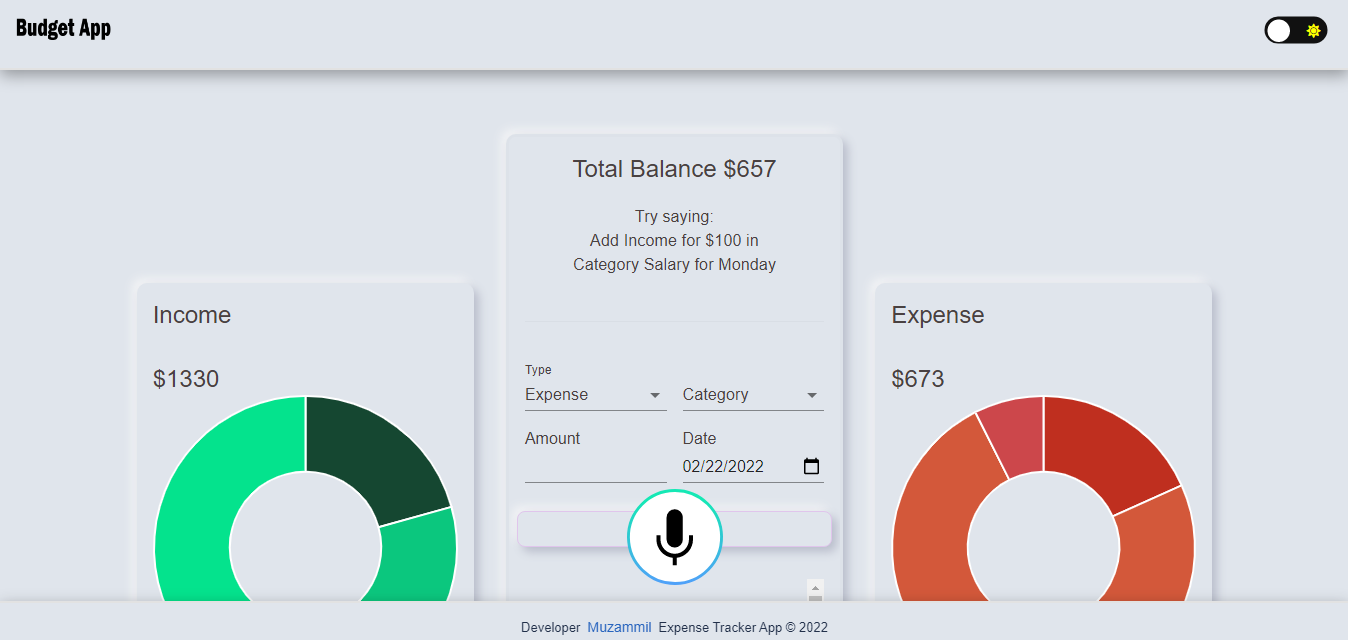 Budget App
Total Balance $657
Try saying:
Add Income for $100 in
Category Salary for Monday
Income
$1330
Type
Expense
Category
Amount
Date
02/22/2022
Expense
$673
Developer Muzammil Expense Tracker App © 2022